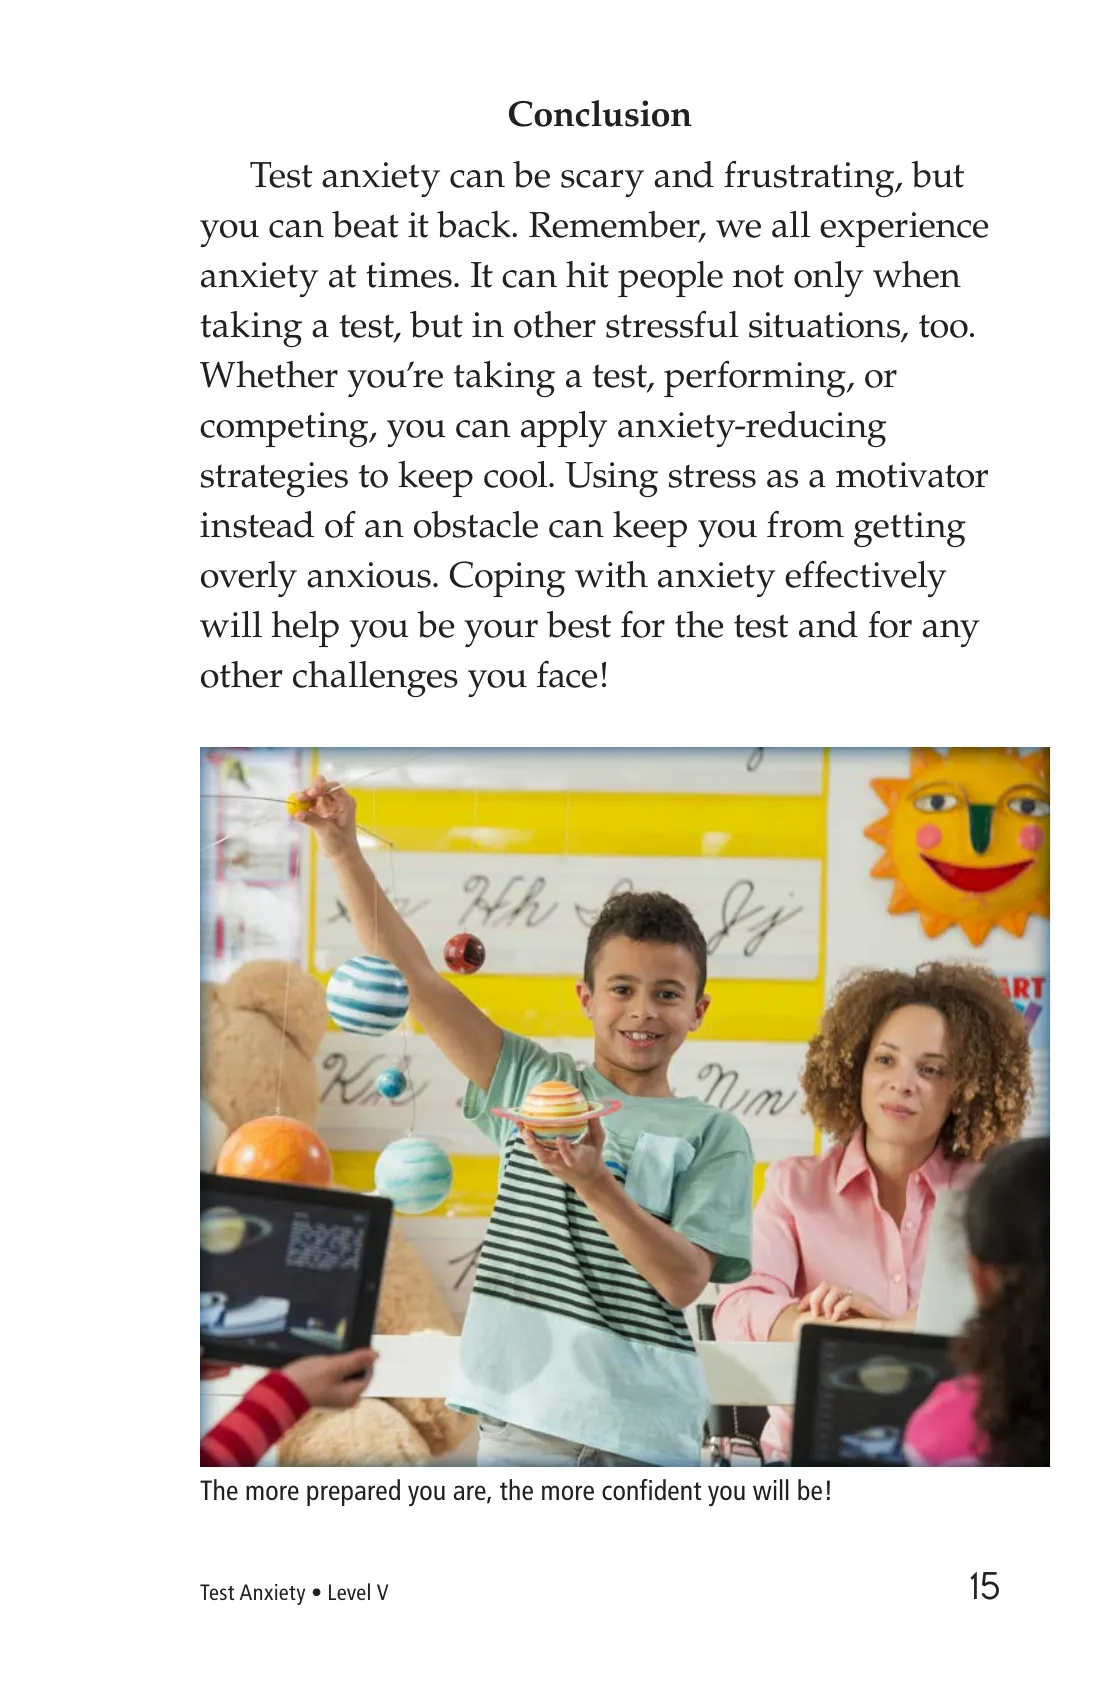 Conclusion
Test anxiety can be scary and frustrating, but
you can beat it back. Remember, we all experience
anxiety at times. It can hit people not only when
taking a test, but in other stressful situations, too.
Whether you’re taking a test, performing, or
competing, you can apply anxiety-reducing
strategies to keep cool. Using stress as a motivator
instead of an obstacle can keep you from getting
overly anxious. Coping with anxiety effectively
will help you be your best for the test and for any
other challenges you face!
Hh
Jj
Kk
Nn
The more prepared you are, the more confident you will be!
Test Anxiety • Level V
15